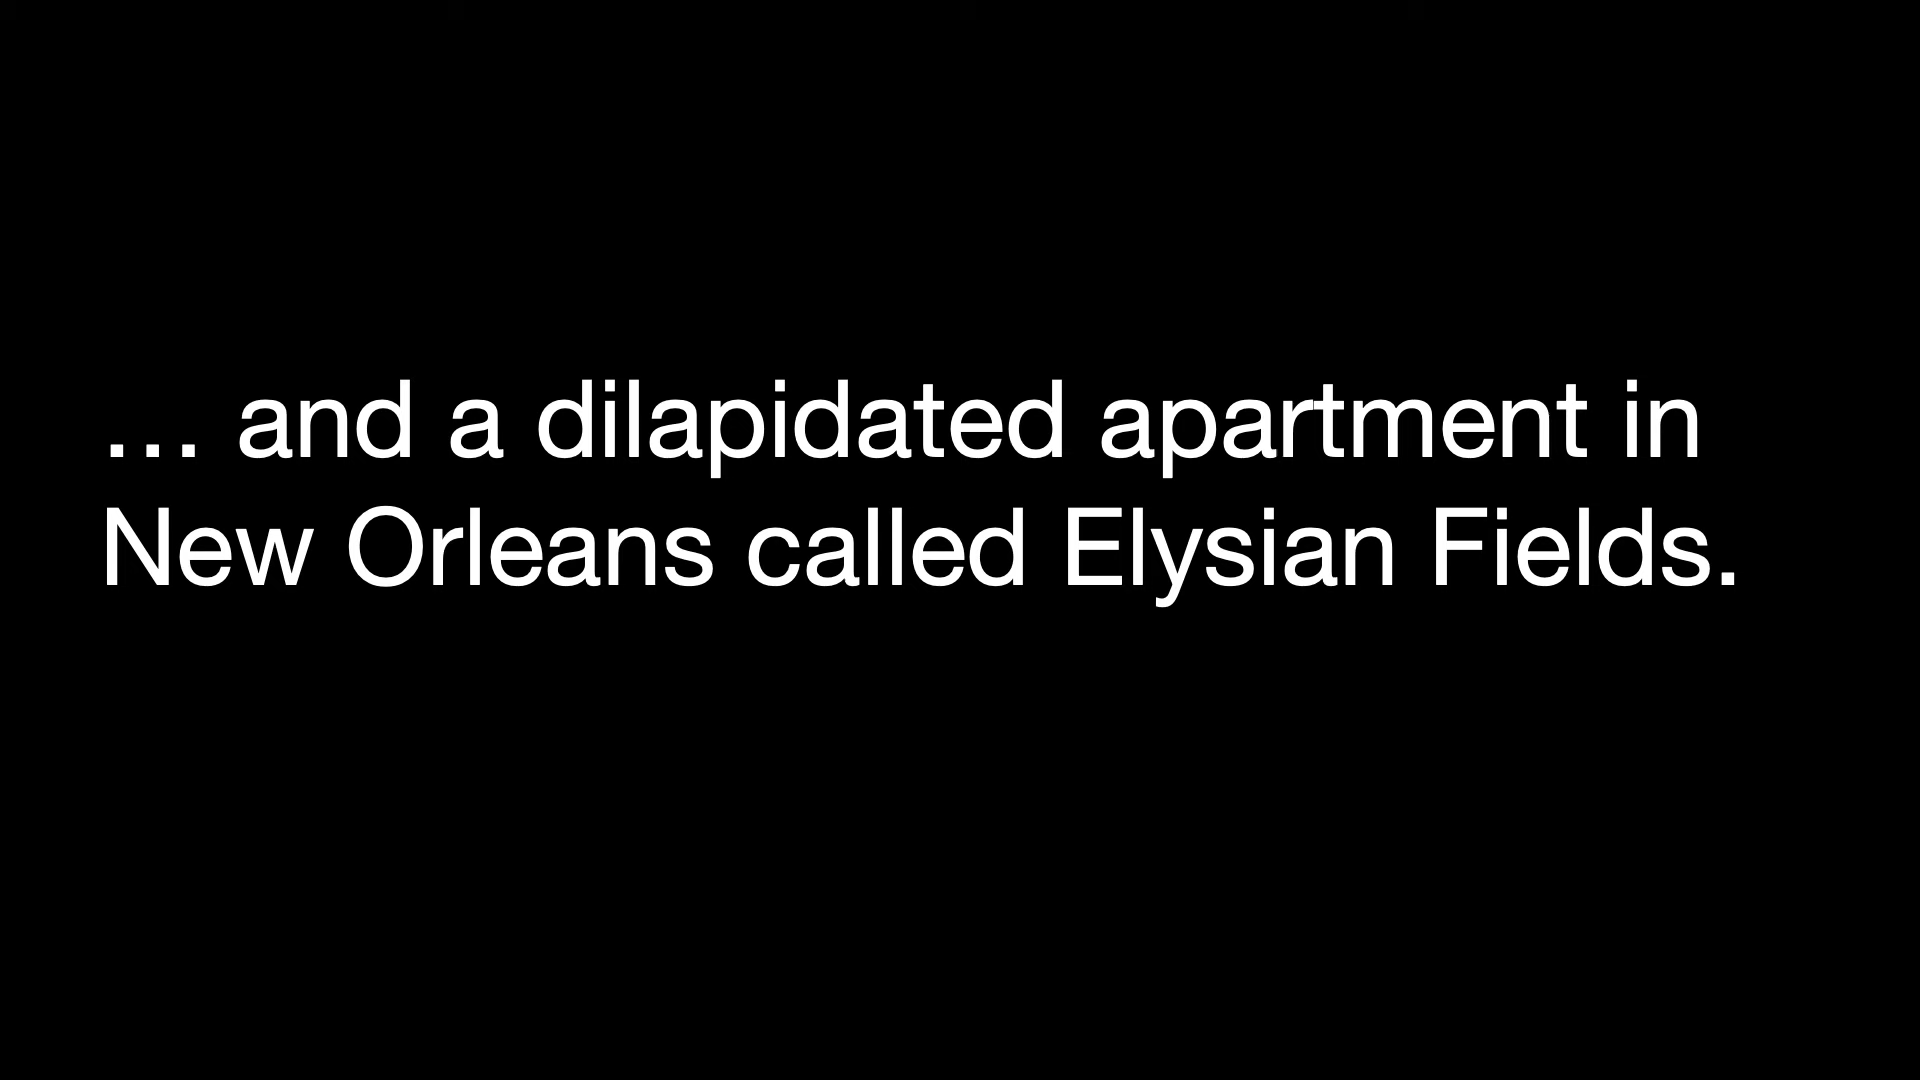 … and a dilapidated apartment in
New Orleans called Elysian Fields.